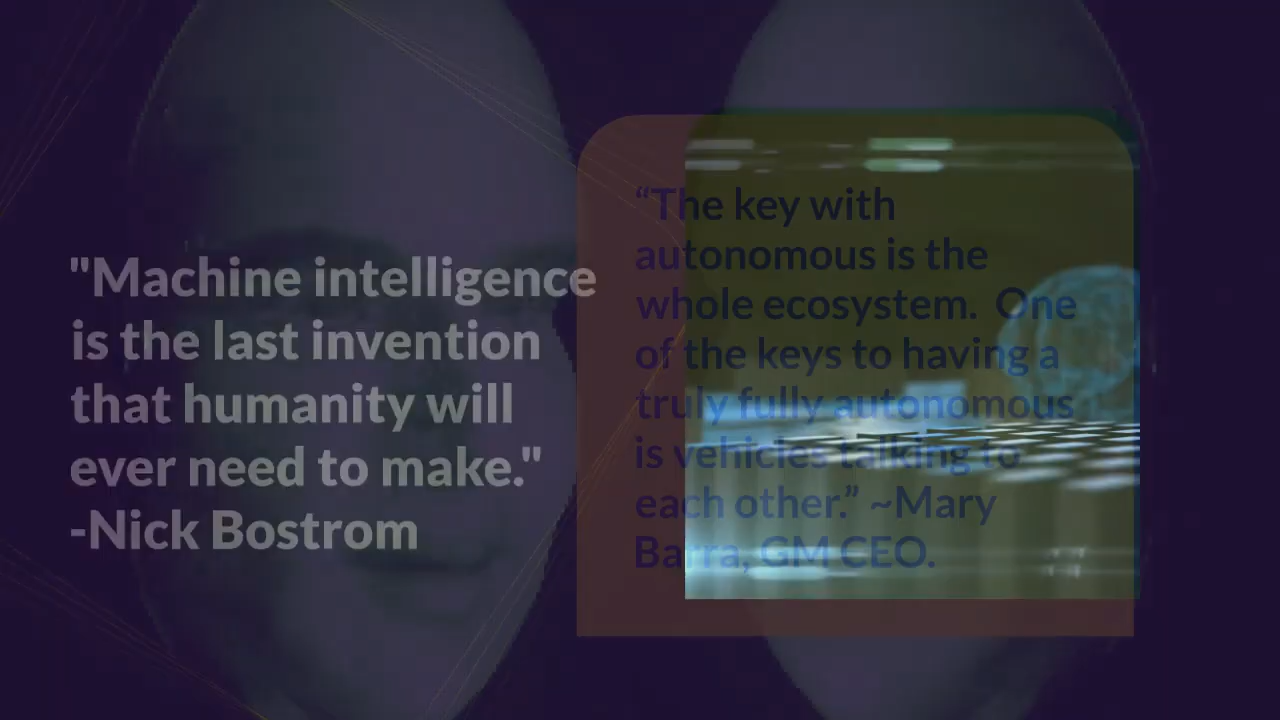 "Machine intelligence
is the last invention
that humanity will
ever need to make."
-Nick Bostrom
“The key with
autonomous is the
whole ecosystem.  One
of the keys to having a
truly fully autonomous
is vehicles talking to
each other.” ~Mary
Barra, GM CEO.